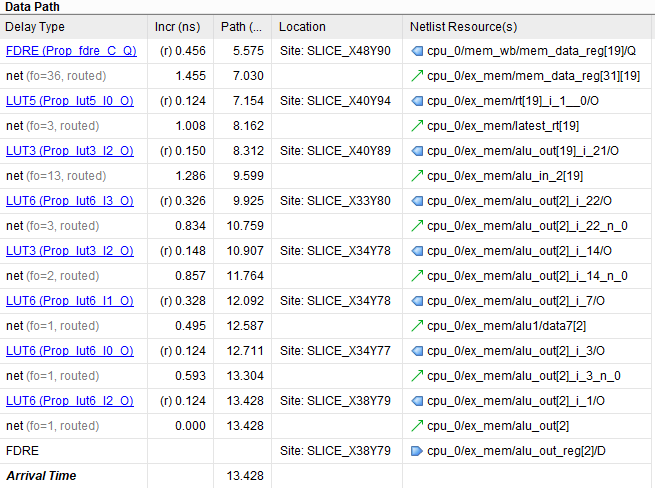 Data Path
Delay Type Incr (ns) Path (... Location Netlist Resource(s)
FDRE (Prop_fdre_C_Q) (r) 0.456 5.575 Site: SLICE_X48Y90 cpu_0/mem_wb/mem_data_reg[19]/Q
net (fo=36, routed) 1.455 7.030 cpu_0/ex_mem/mem_data_reg[31][19]
LUT5 (Prop_lut5_I0_O) (r) 0.124 7.154 Site: SLICE_X40Y94 cpu_0/ex_mem/rt[19]_i_1__0/O
net (fo=3, routed) 1.008 8.162 cpu_0/ex_mem/latest_rt[19]
LUT3 (Prop_lut3_I2_O) (r) 0.150 8.312 Site: SLICE_X40Y89 cpu_0/ex_mem/alu_out[19]_i_21/O
net (fo=13, routed) 1.286 9.599 cpu_0/ex_mem/alu_in_2[19]
LUT6 (Prop_lut6_I3_O) (r) 0.326 9.925 Site: SLICE_X33Y80 cpu_0/ex_mem/alu_out[2]_i_22/O
net (fo=3, routed) 0.834 10.759 cpu_0/ex_mem/alu_out[2]_i_22_n_0
LUT3 (Prop_lut3_I2_O) (r) 0.148 10.907 Site: SLICE_X34Y78 cpu_0/ex_mem/alu_out[2]_i_14/O
net (fo=2, routed) 0.857 11.764 cpu_0/ex_mem/alu_out[2]_i_14_n_0
LUT6 (Prop_lut6_I1_O) (r) 0.328 12.092 Site: SLICE_X34Y78 cpu_0/ex_mem/alu_out[2]_i_7/O
net (fo=1, routed) 0.495 12.587 cpu_0/ex_mem/alu1/data7[2]
LUT6 (Prop_lut6_I0_O) (r) 0.124 12.711 Site: SLICE_X34Y77 cpu_0/ex_mem/alu_out[2]_i_3/O
net (fo=1, routed) 0.593 13.304 cpu_0/ex_mem/alu_out[2]_i_3_n_0
LUT6 (Prop_lut6_I2_O) (r) 0.124 13.428 Site: SLICE_X38Y79 cpu_0/ex_mem/alu_out[2]_i_1/O
net (fo=1, routed) 0.000 13.428 cpu_0/ex_mem/alu_out[2]
FDRE Site: SLICE_X38Y79 cpu_0/ex_mem/alu_out_reg[2]/D
Arrival Time 13.428